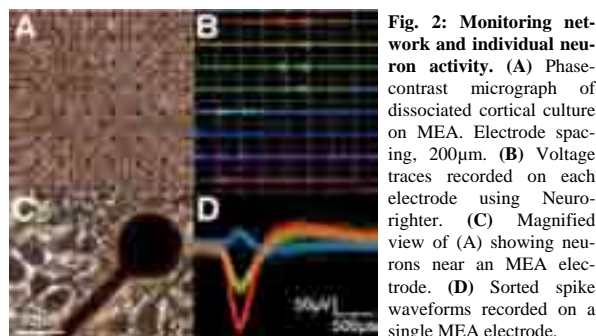 A
B
C
D
Fig. 2: Monitoring net-
work and individual neu-
ron activity. (A) Phase-
contrast micrograph of
dissociated cortical culture
on MEA. Electrode spac-
ing, 200µm. (B) Voltage
traces recorded on each
electrode using Neuro-
righter. (C) Magnified
view of (A) showing neu-
rons near an MEA elec-
trode. (D) Sorted spike
waveforms recorded on a
single MEA electrode.